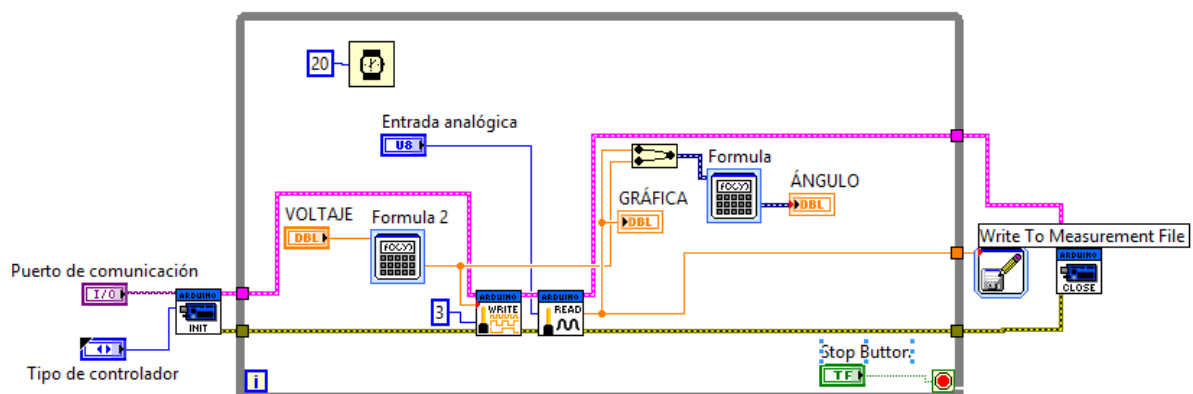 20
Entrada analógica
U8
Formula
ÁNGULO
DBL
GRÁFICA
DBL
VOLTAJE
DBL
Formula 2
F(X,Y)
F(X,Y)
Write To Measurement File
Puerto de comunicación
I/O
ARDUINO
INIT
3
ARDUINO
WRITE
ARDUINO
READ
ARDUINO
CLOSE
Tipo de controlador
i
Stop Button
TF